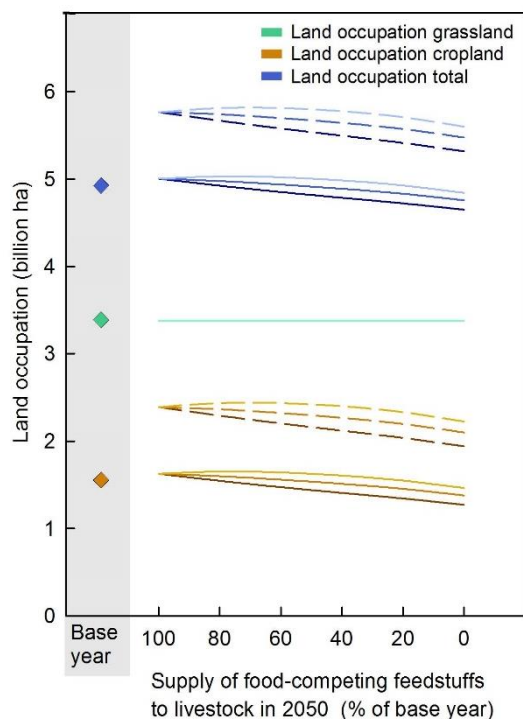 Land occupation grassland
Land occupation cropland
Land occupation total
Land occupation (billion ha)
6
5
4
3
2
1
0
Base
year
100 80 60 40 20 0
Supply of food-competing feedstuffs
to livestock in 2050 (% of base year)